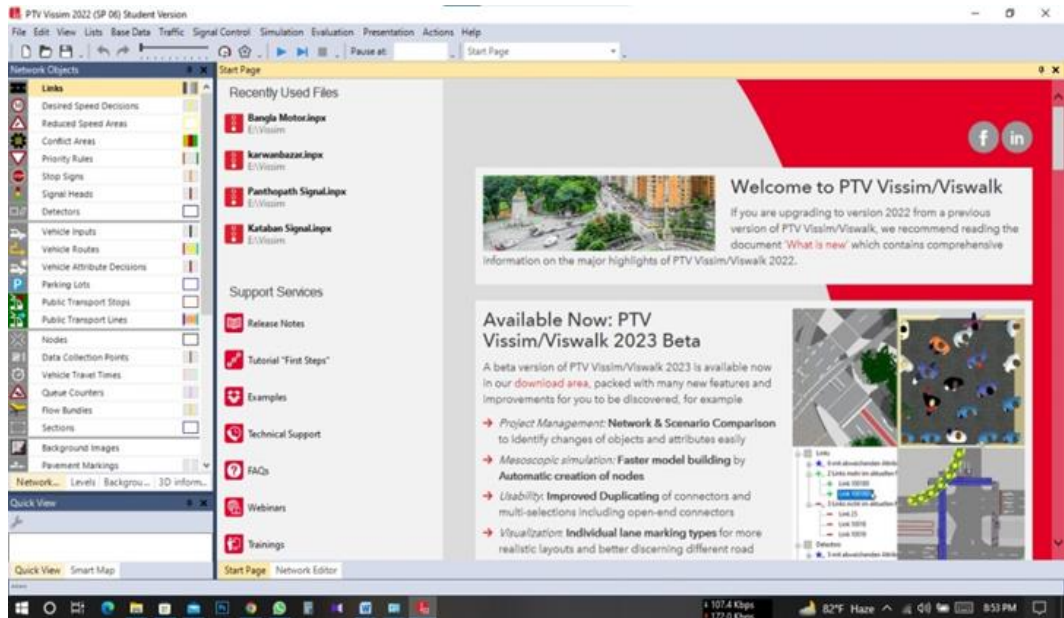 PTV Vissim 2022 (SP 06) Student Version
File Edit View Lists Base Data Traffic Signal Control Simulation Evaluation Presentation Actions Help
Pause at: Start Page
Network Objects
Links
Desired Speed Decisions
Reduced Speed Areas
Conflict Areas
Priority Rules
Stop Signs
Signal Heads
Detectors
Vehicle Inputs
Vehicle Routes
Vehicle Attribute Decisions
Parking Lots
Public Transport Stops
Public Transport Lines
Nodes
Data Collection Points
Vehicle Travel Times
Queue Counters
Flow Bundles
Sections
Background Images
Pavement Markings
Network... Levels Backgrou... 3D inform...
Quick View
Quick View Smart Map
Start Page
Recently Used Files
Bangla Motor.inpx
E:\Vissim
karwanbazar.inpx
E:\Vissim
Panthopath Signal.inpx
E:\Vissim
Kataban Signal.inpx
E:\Vissim
Support Services
Release Notes
Tutorial "First Steps"
Examples
Technical Support
FAQs
Webinars
Trainings
Start Page Network Editor
f in
Welcome to PTV Vissim/Viswalk
If you are upgrading to version 2022 from a previous
version of PTV Vissim/Viswalk, we recommend reading the
document 'What is new' which contains comprehensive
information on the major highlights of PTV Vissim/Viswalk 2022.
Available Now: PTV
Vissim/Viswalk 2023 Beta
A beta version of PTV Vissim/Viswalk 2023 is available now
in our download area, packed with many new features and
improvements for you to be discovered, for example
→ Project Management: Network & Scenario Comparison
to identify changes of objects and attributes easily
→ Mesoscopic simulation: Faster model building by
Automatic creation of nodes
→ Usability: Improved Duplicating of connectors and
multi-selections including open-end connectors
→ Visualization: Individual lane marking types for more
realistic layouts and better discerning different road
Links
Link 25
Detectors
107.4 Kbps
172.0 Kbps
82°F Haze
8:53 PM